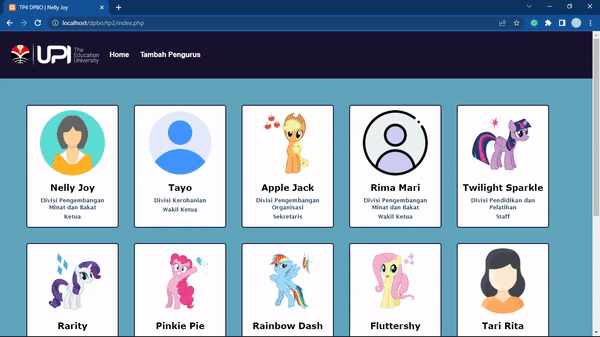 TP4 DPBO | Nelly Joy
localhost/dpbo/tp2/index.php
UPI The Education University
Home
Tambah Pengurus
Nelly Joy
Divisi Pengembangan
Minat dan Bakat
Ketua
Tayo
Divisi Kerohanian
Wakil Ketua
Apple Jack
Divisi Pengembangan
Organisasi
Sekretaris
Rima Mari
Divisi Pengembangan
Minat dan Bakat
Wakil Ketua
Twilight Sparkle
Divisi Pendidikan dan
Pelatihan
Staff
Rarity
Pinkie Pie
Rainbow Dash
Fluttershy
Tari Rita